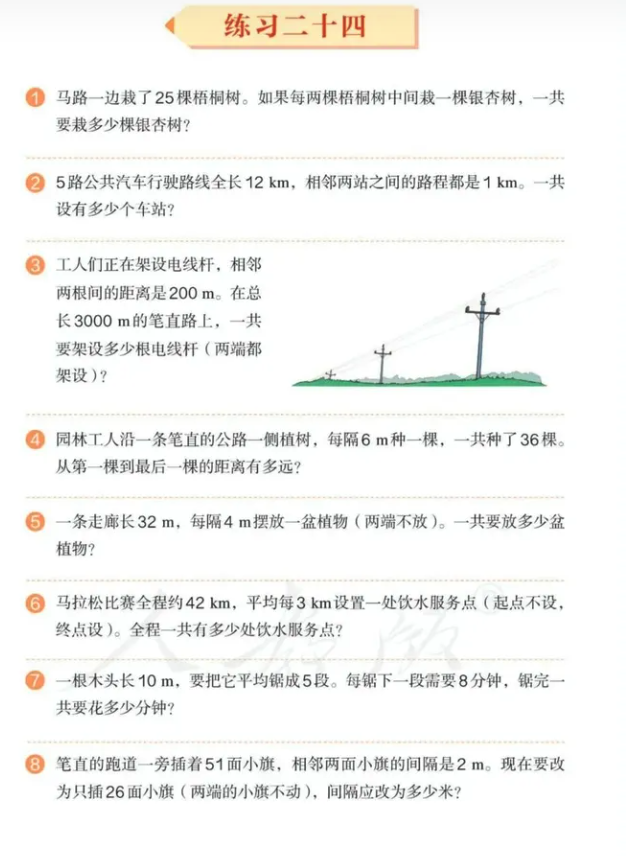 练习二十四
1 马路一边栽了25棵梧桐树。如果每两棵梧桐树中间栽一棵银杏树，一共
要栽多少棵银杏树？
2 5路公共汽车行驶路线全长12 km，相邻两站之间的路程都是1 km。一共
设有多少个车站？
3 工人们正在架设电线杆，相邻
两根间的距离是200 m。在总
长3000 m的笔直路上，一共
要架设多少根电线杆（两端都
架设）？
4 园林工人沿一条笔直的公路一侧植树，每隔6 m种一棵，一共种了36棵。
从第一棵到最后一棵的距离有多远？
5 一条走廊长32 m，每隔4 m摆放一盆植物（两端不放）。一共要放多少盆
植物？
6 马拉松比赛全程约42 km，平均每3 km设置一处饮水服务点（起点不设，
终点设）。全程一共有多少处饮水服务点？
7 一根木头长10 m，要把它平均锯成5段。每锯下一段需要8分钟，锯完一
共要花多少分钟？
8 笔直的跑道一旁插着51面小旗，相邻两面小旗的间隔是2 m。现在要改
为只插26面小旗（两端的小旗不动），间隔应改为多少米？
人教版®